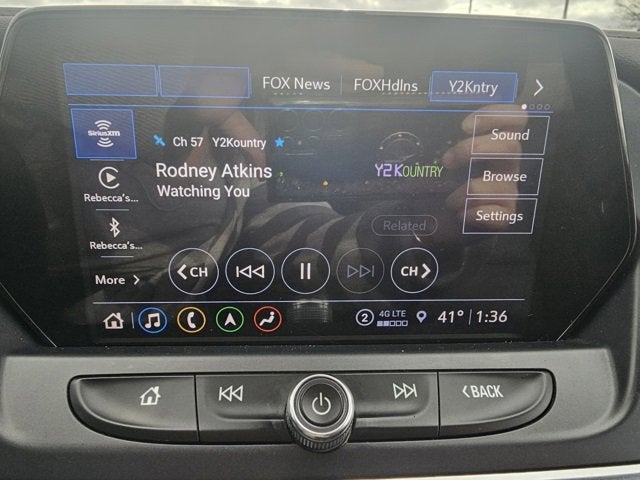 FOX News
FOXHdlns
Y2Kntry
SiriusXM
Ch 57 Y2Kountry
Sound
Rodney Atkins
Watching You
Y2KOUNTRY
Browse
Rebecca's...
Related
Settings
Rebecca's...
More
CH
CH
2 4G LTE 41° 1:36
BACK